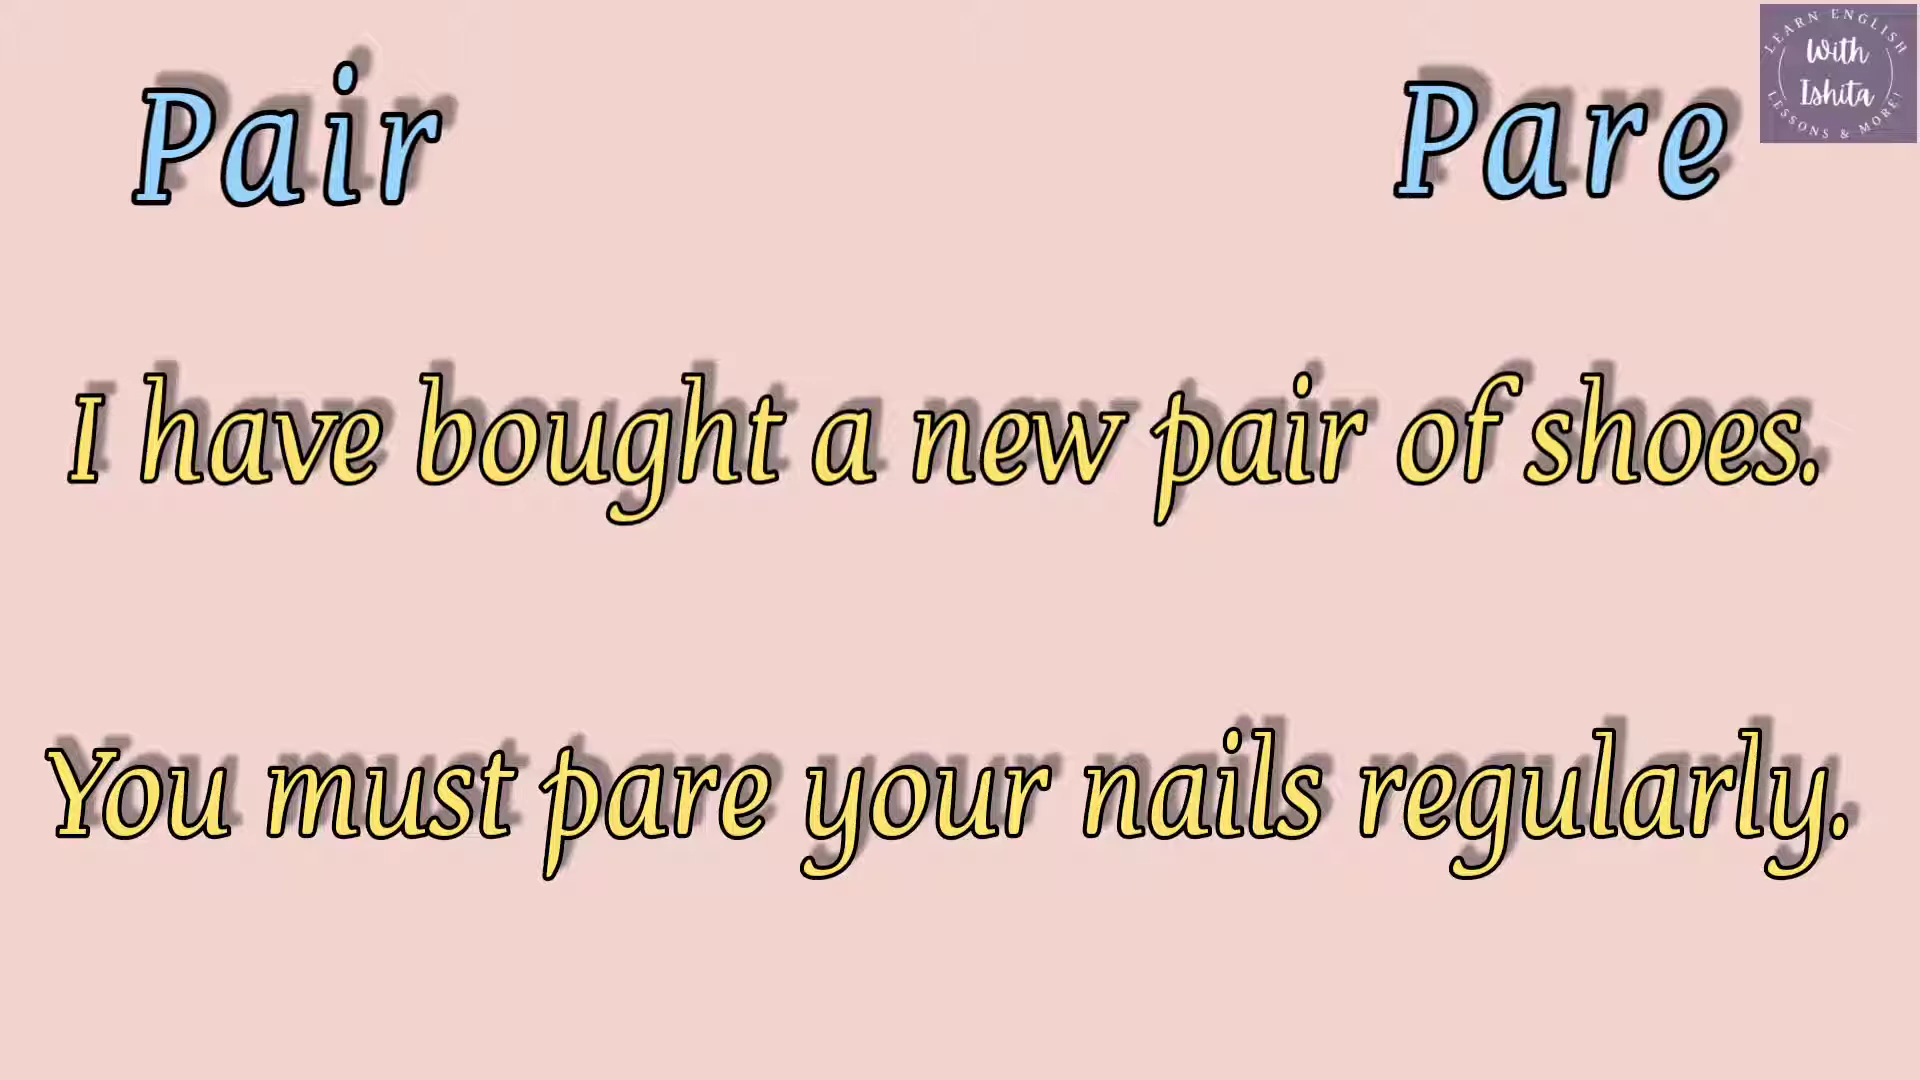 Pair Pare
LEARN ENGLISH
With
Ishita
LESSONS & MORE!
I have bought a new pair of shoes.
You must pare your nails regularly.